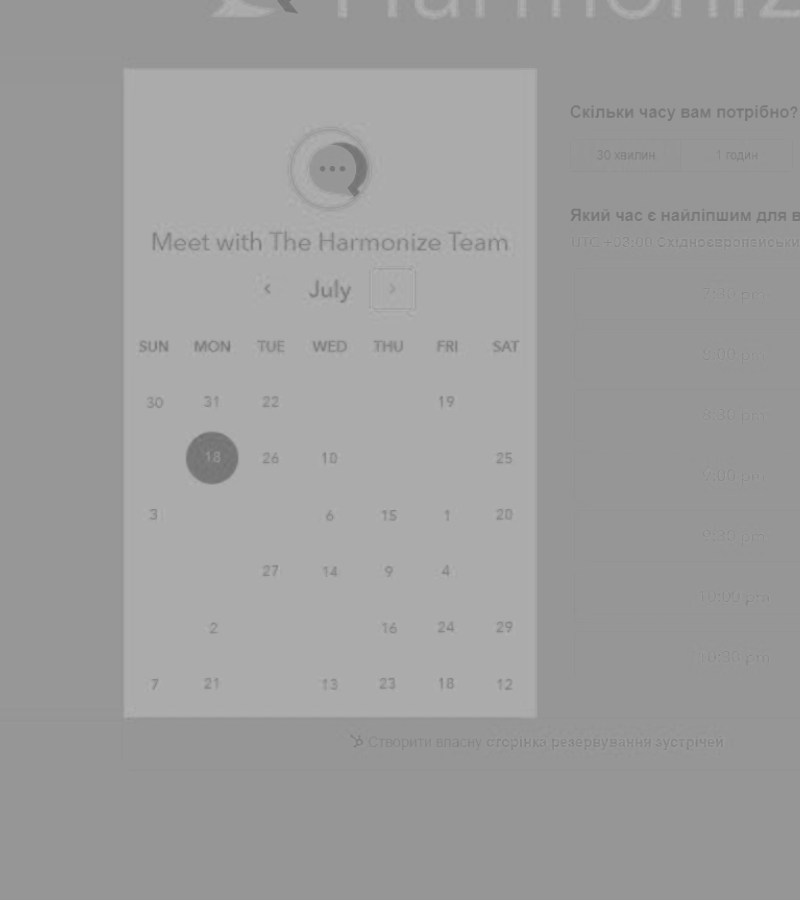 Harmoniz
Meet with The Harmonize Team
‹ July ›
SUN MON TUE WED THU FRI SAT
30 31 22 19
18 26 10 25
3 6 15 1 20
27 14 9 4
2 16 24 29
7 21 13 23 18 12
Скільки часу вам потрібно?
30 хвилин 1 годин
Який час є найліпшим для в
UTC +03:00 Східноєвропейськи
7:30 pm
8:00 pm
8:30 pm
9:00 pm
9:30 pm
10:00 pm
10:30 pm
Створити власну сторінка резервування зустрічей